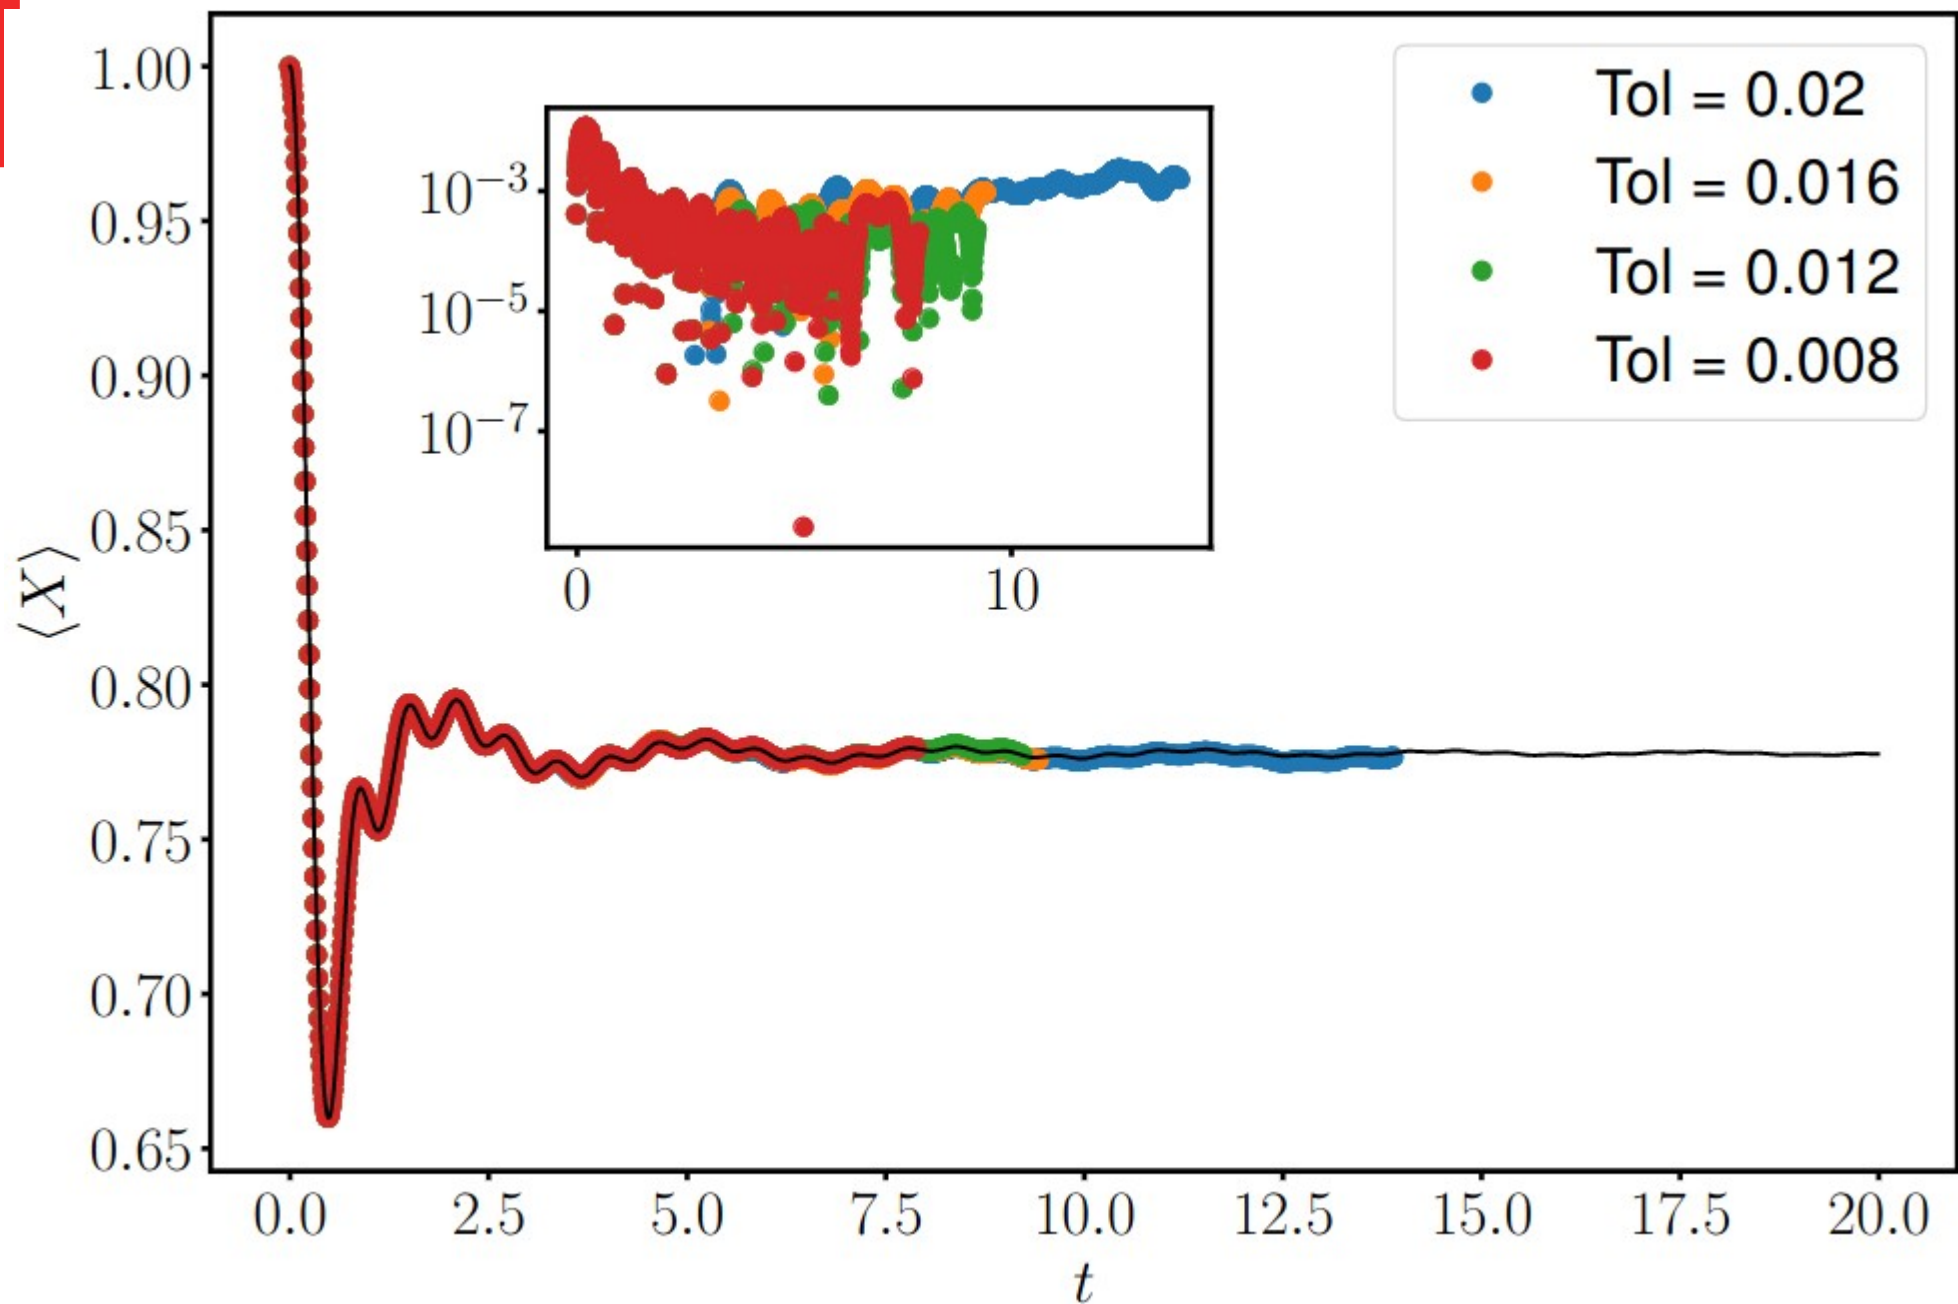 1.00
0.95
0.90
0.85
0.80
0.75
0.70
0.65
⟨X⟩
0.0 2.5 5.0 7.5 10.0 12.5 15.0 17.5 20.0
t
10⁻³
10⁻⁵
10⁻⁷
0 10
Tol = 0.02
Tol = 0.016
Tol = 0.012
Tol = 0.008